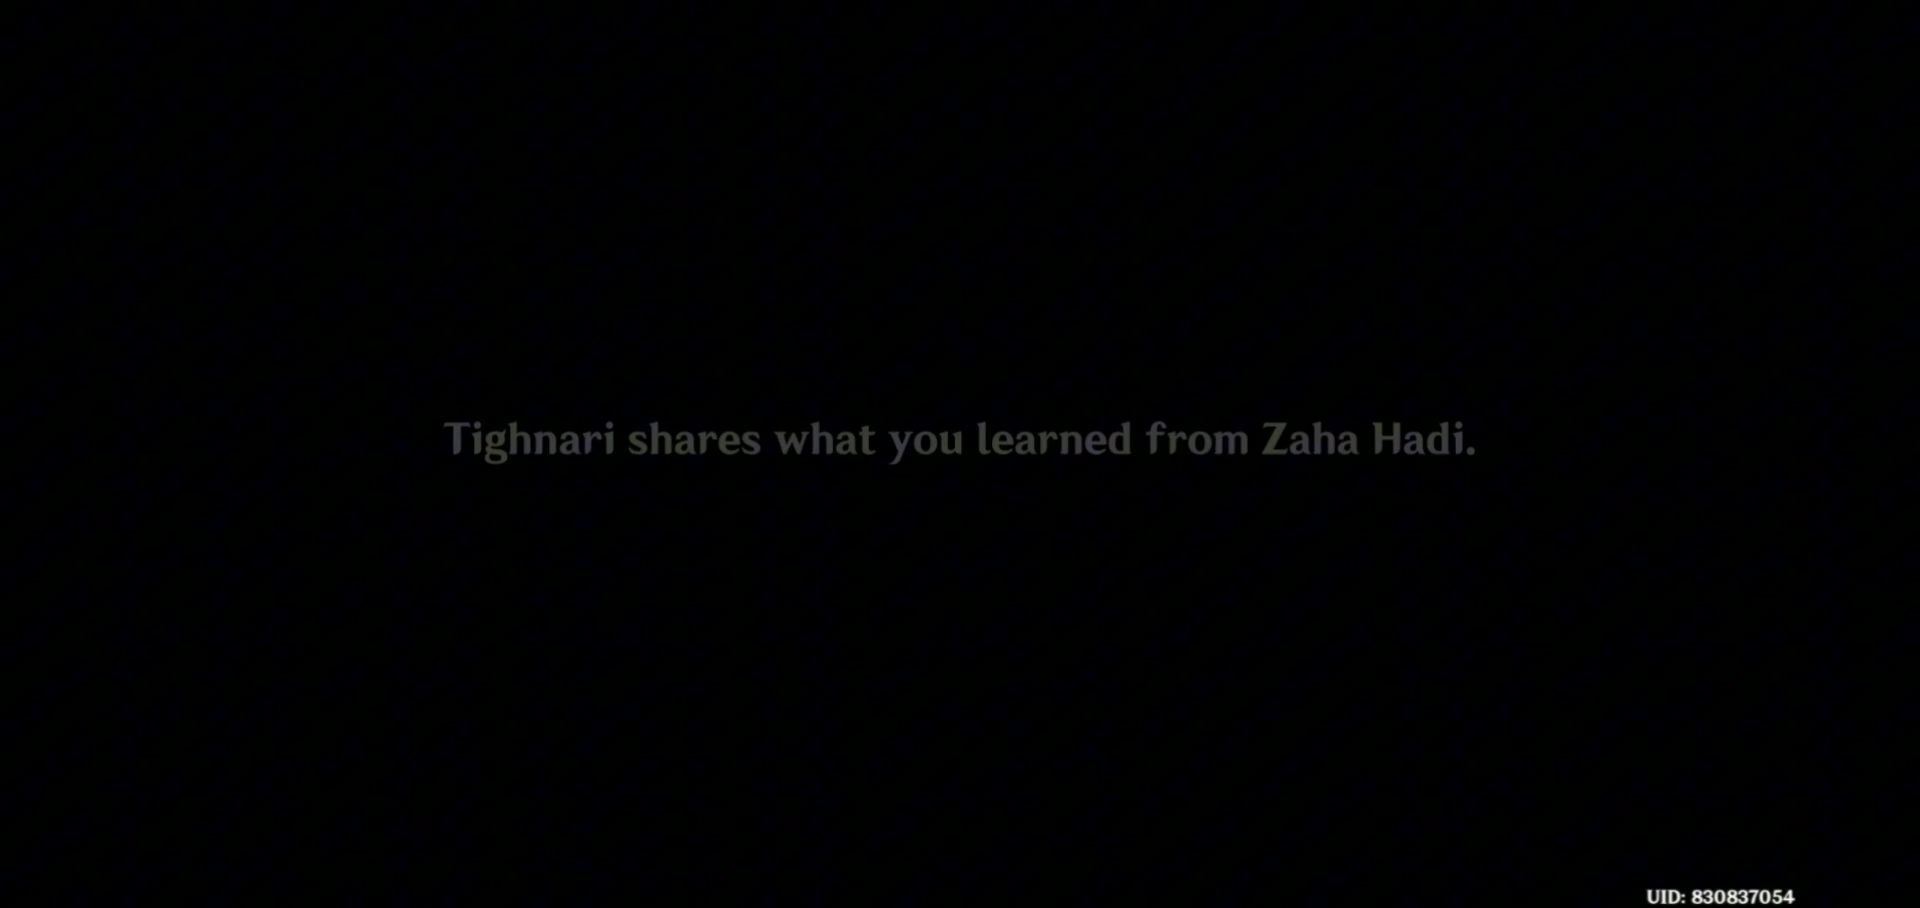 Tighnari shares what you learned from Zaha Hadi.
UID: 830837054